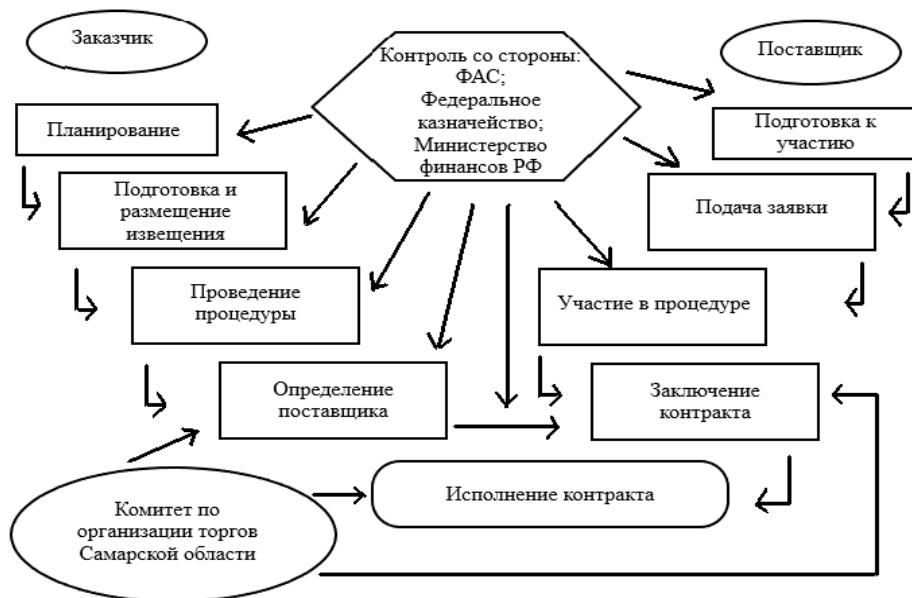 Заказчик
Контроль со стороны:
ФАС;
Федеральное
казначейство;
Министерство
финансов РФ
Поставщик
Планирование
Подготовка к
участию
Подготовка и
размещение
извещения
Подача заявки
Проведение
процедуры
Участие в процедуре
Определение
поставщика
Заключение
контракта
Исполнение контракта
Комитет по
организации торгов
Самарской области